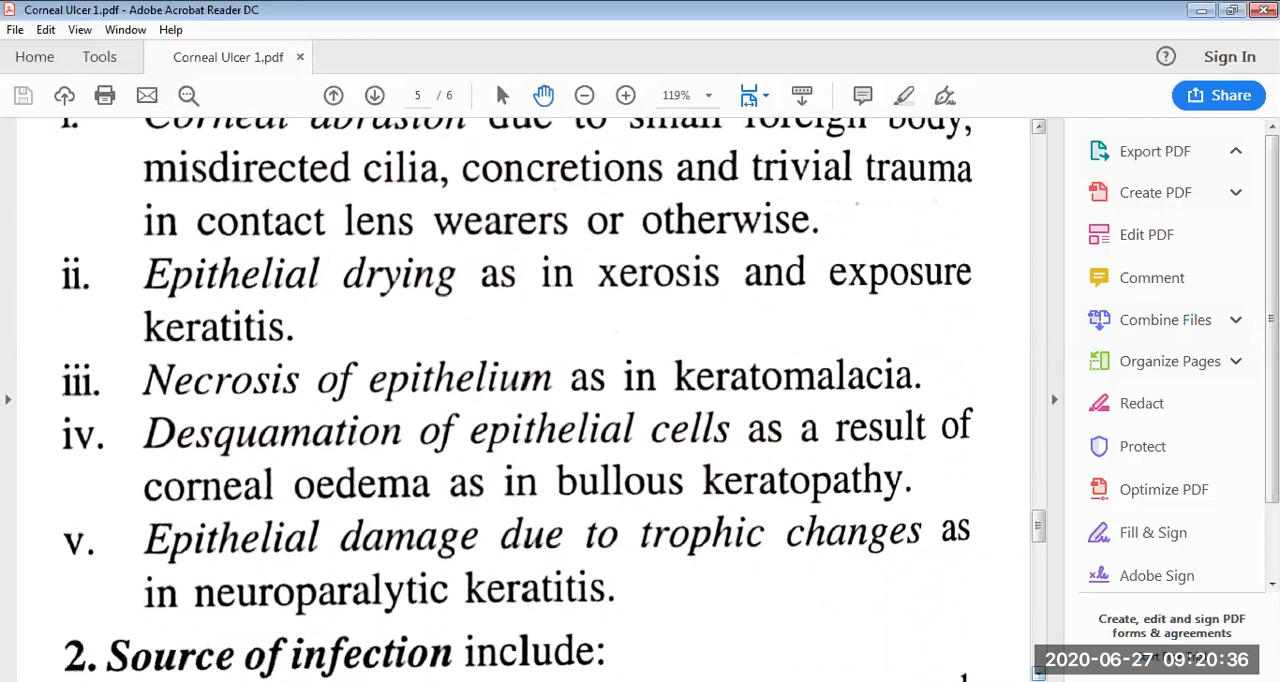 Corneal Ulcer 1.pdf - Adobe Acrobat Reader DC
File Edit View Window Help
Home Tools Corneal Ulcer 1.pdf × ? Sign In
5 / 6 119% Share
i. Corneal abrasion due to small foreign body,
misdirected cilia, concretions and trivial trauma
in contact lens wearers or otherwise.
ii. Epithelial drying as in xerosis and exposure
keratitis.
iii. Necrosis of epithelium as in keratomalacia.
iv. Desquamation of epithelial cells as a result of
corneal oedema as in bullous keratopathy.
v. Epithelial damage due to trophic changes as
in neuroparalytic keratitis.
2. Source of infection include:
Export PDF
Create PDF
Edit PDF
Comment
Combine Files
Organize Pages
Redact
Protect
Optimize PDF
Fill & Sign
Adobe Sign
Create, edit and sign PDF
forms & agreements
2020-06-27 09:20:36